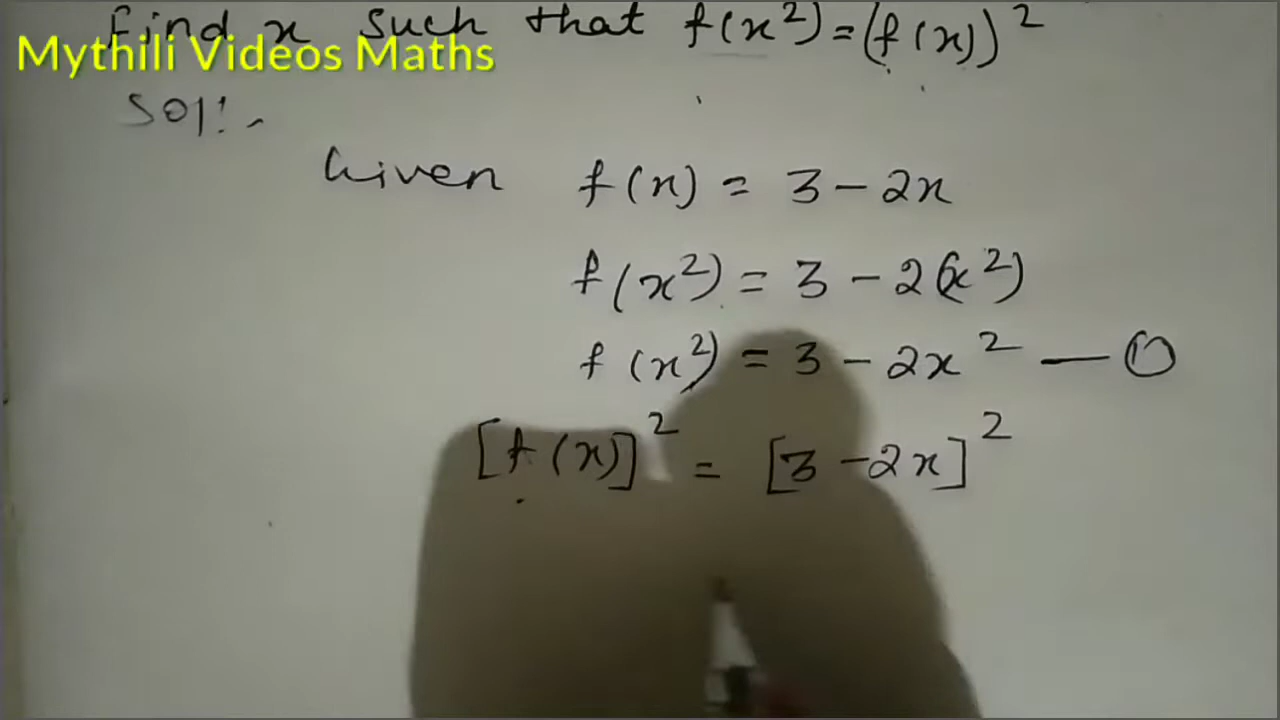 Find x such that f(x²)=(f(x))²
Mythili Videos Maths
Sol:-
Given f(x) = 3 - 2x
f(x²) = 3 - 2(x²)
f(x²) = 3 - 2x² — ①
[f(x)]² = [3 - 2x]²